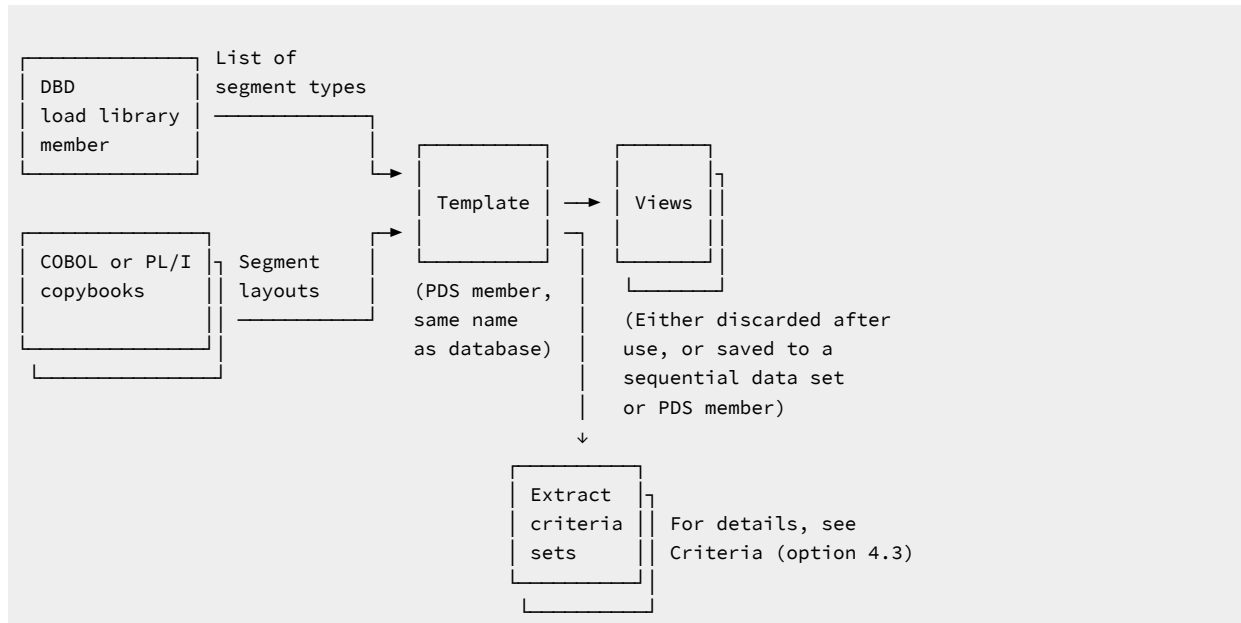 List of
segment types
DBD
load library
member
Template
Views
COBOL or PL/I
copybooks
Segment
layouts
(PDS member,
same name
as database)
(Either discarded after
use, or saved to a
sequential data set
or PDS member)
Extract
criteria
sets
For details, see
Criteria (option 4.3)